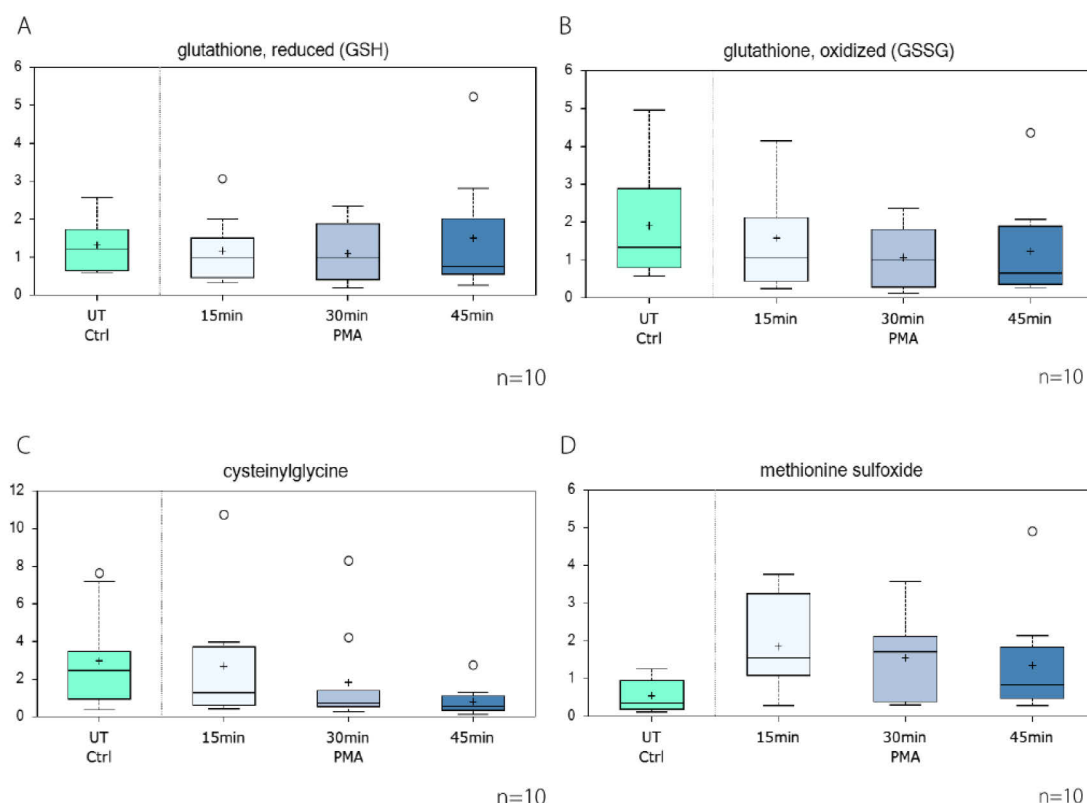 A
glutathione, reduced (GSH)
6
5
4
3
2
1
0
UT
Ctrl
15min
30min
PMA
45min
n=10
B
glutathione, oxidized (GSSG)
6
5
4
3
2
1
0
UT
Ctrl
15min
30min
PMA
45min
n=10
C
cysteinylglycine
12
10
8
6
4
2
0
UT
Ctrl
15min
30min
PMA
45min
n=10
D
methionine sulfoxide
6
5
4
3
2
1
0
UT
Ctrl
15min
30min
PMA
45min
n=10